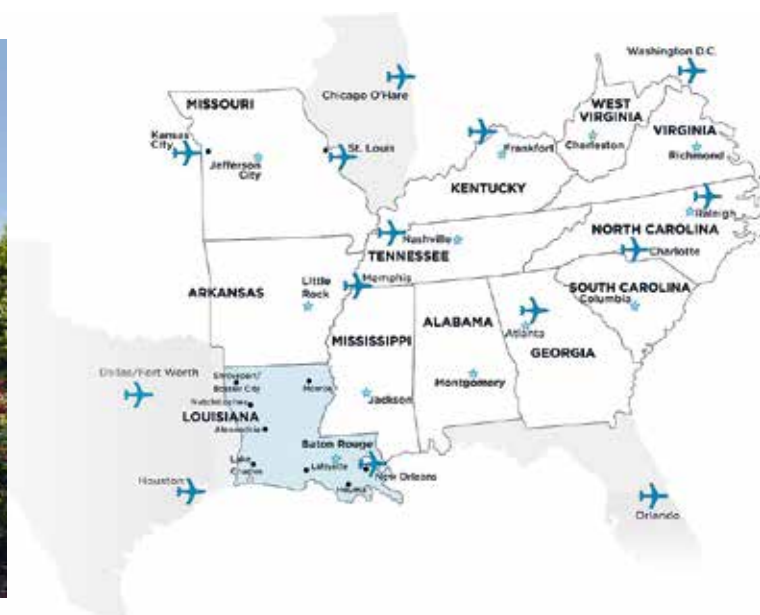 Washington D.C.
Chicago O'Hare
MISSOURI
WEST
VIRGINIA
VIRGINIA
Kansas
City
St. Louis
Jefferson
City
Frankfort
Charleston
Richmond
KENTUCKY
Raleigh
Nashville
NORTH CAROLINA
TENNESSEE
Charlotte
Memphis
ARKANSAS
Little
Rock
SOUTH CAROLINA
Columbia
ALABAMA
Atlanta
MISSISSIPPI
GEORGIA
Dallas/Fort Worth
Shreveport/
Bossier City
Monroe
Montgomery
Natchitoches
Jackson
LOUISIANA
Alexandria
Baton Rouge
Lake
Charles
Lafayette
New Orleans
Houston
Houma
Orlando